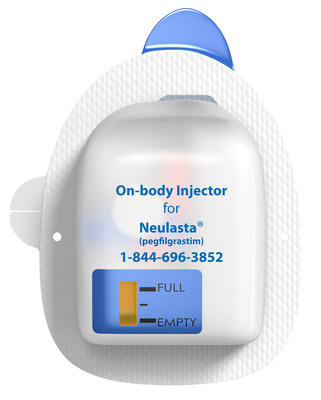 On-body Injector
for
Neulasta®
(pegfilgrastim)
1-844-696-3852
FULL
EMPTY